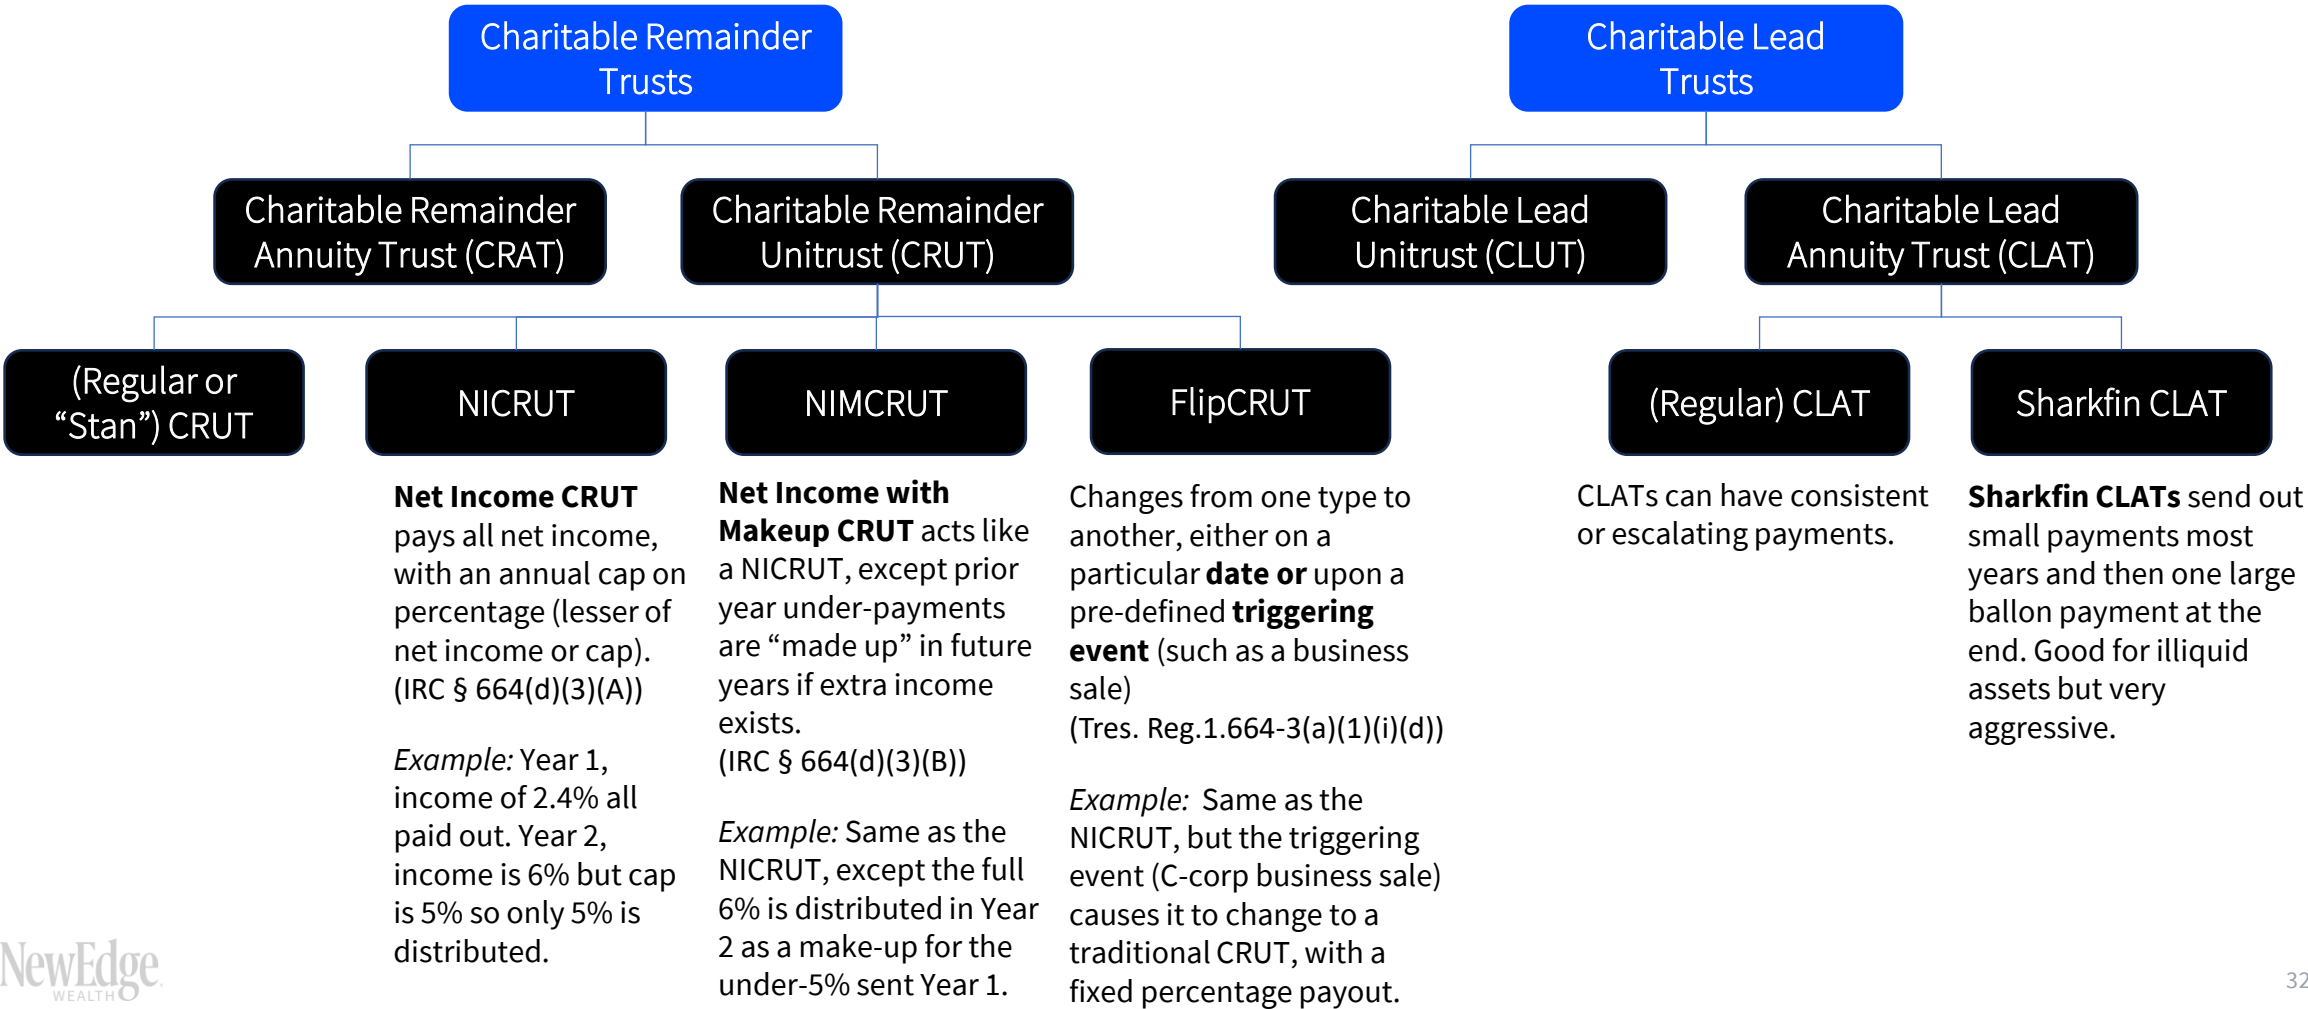 Charitable Remainder
Trusts
Charitable Lead
Trusts
Charitable Remainder
Annuity Trust (CRAT)
Charitable Remainder
Unitrust (CRUT)
Charitable Lead
Unitrust (CLUT)
Charitable Lead
Annuity Trust (CLAT)
(Regular or
“Stan”) CRUT
NICRUT
NIMCRUT
FlipCRUT
(Regular) CLAT
Sharkfin CLAT
Net Income CRUT
pays all net income,
with an annual cap on
percentage (lesser of
net income or cap).
(IRC § 664(d)(3)(A))
Example: Year 1,
income of 2.4% all
paid out. Year 2,
income is 6% but cap
is 5% so only 5% is
distributed.
Net Income with
Makeup CRUT acts like
a NICRUT, except prior
year under-payments
are “made up” in future
years if extra income
exists.
(IRC § 664(d)(3)(B))
Example: Same as the
NICRUT, except the full
6% is distributed in Year
2 as a make-up for the
under-5% sent Year 1.
Changes from one type to
another, either on a
particular date or upon a
pre-defined triggering
event (such as a business
sale)
(Tres. Reg.1.664-3(a)(1)(i)(d))
Example: Same as the
NICRUT, but the triggering
event (C-corp business sale)
causes it to change to a
traditional CRUT, with a
fixed percentage payout.
CLATs can have consistent
or escalating payments.
Sharkfin CLATs send out
small payments most
years and then one large
ballon payment at the
end. Good for illiquid
assets but very
aggressive.
NewEdge
WEALTH
32